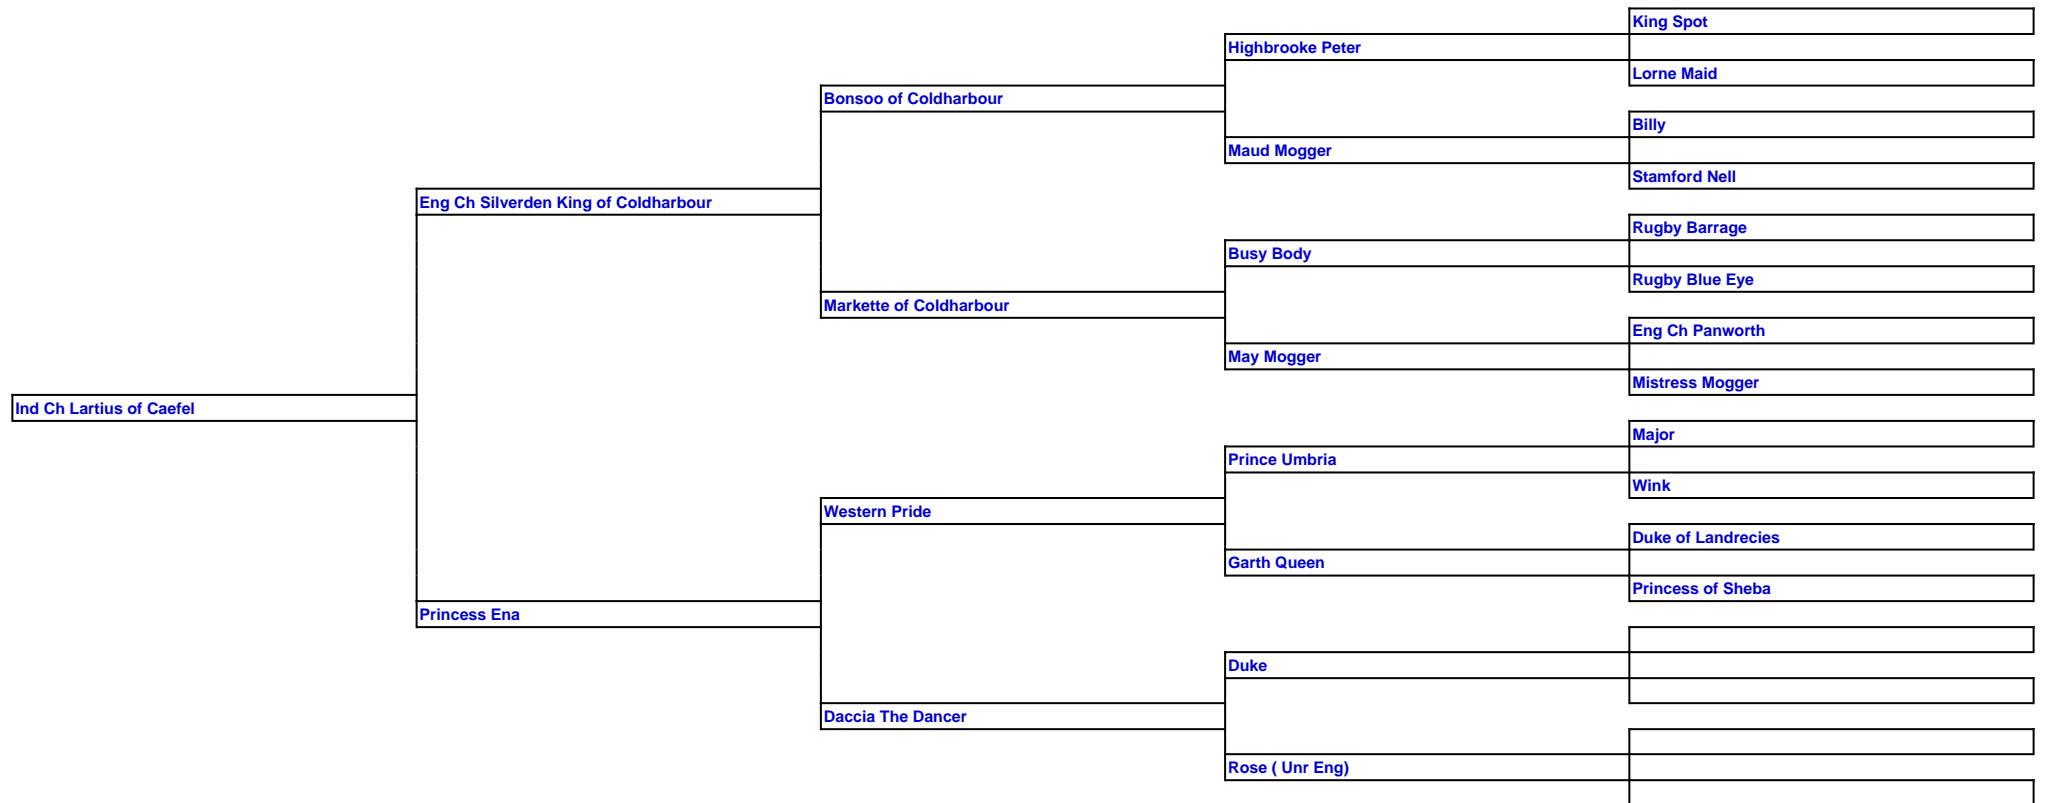 King Spot
Highbrooke Peter
Lorne Maid
Bonsoo of Coldharbour
Billy
Maud Mogger
Stamford Nell
Eng Ch Silverden King of Coldharbour
Rugby Barrage
Busy Body
Rugby Blue Eye
Markette of Coldharbour
Eng Ch Panworth
May Mogger
Mistress Mogger
Ind Ch Lartius of Caefel
Major
Prince Umbria
Wink
Western Pride
Duke of Landrecies
Garth Queen
Princess of Sheba
Princess Ena
Duke
Daccia The Dancer
Rose ( Unr Eng)